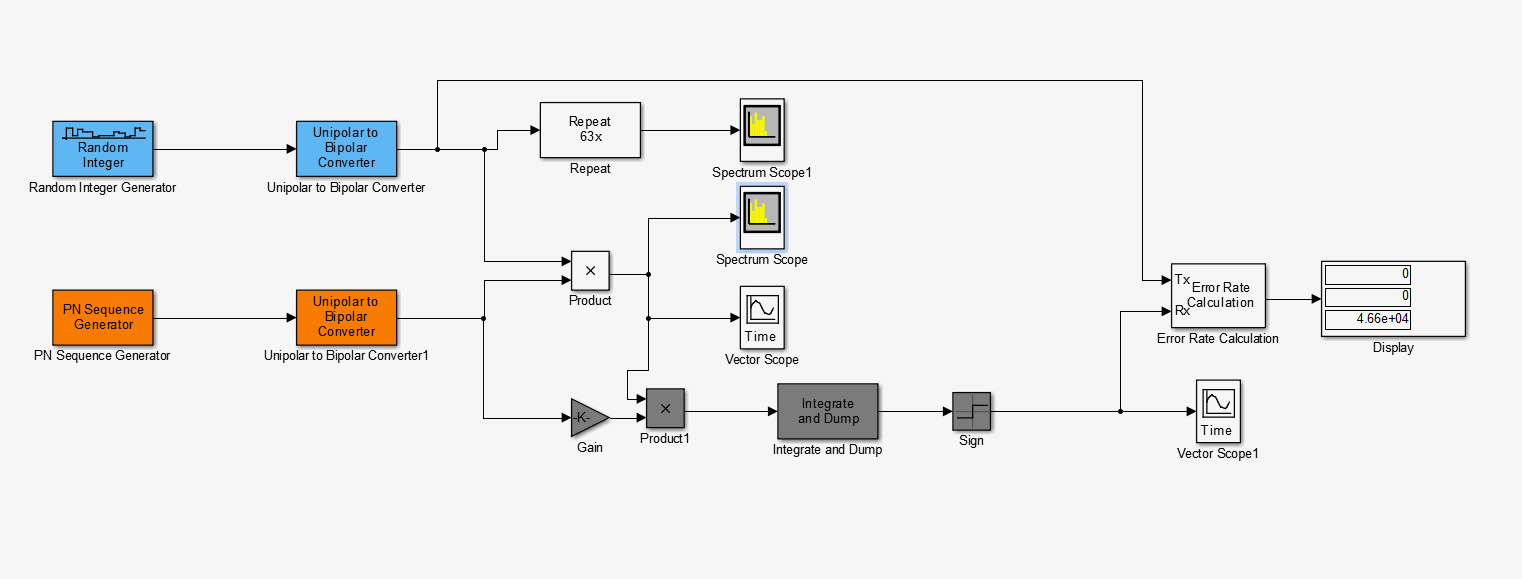 Random
Integer
Random Integer Generator
Unipolar to
Bipolar
Converter
Unipolar to Bipolar Converter
Repeat
63x
Repeat
Spectrum Scope1
Spectrum Scope
PN Sequence
Generator
PN Sequence Generator
Unipolar to
Bipolar
Converter
Unipolar to Bipolar Converter1
×
Product
Time
Vector Scope
-K-
Gain
×
Product1
Integrate
and Dump
Integrate and Dump
Sign
Tx
Rx
Error Rate
Calculation
Error Rate Calculation
0
0
4.66e+04
Display
Time
Vector Scope1